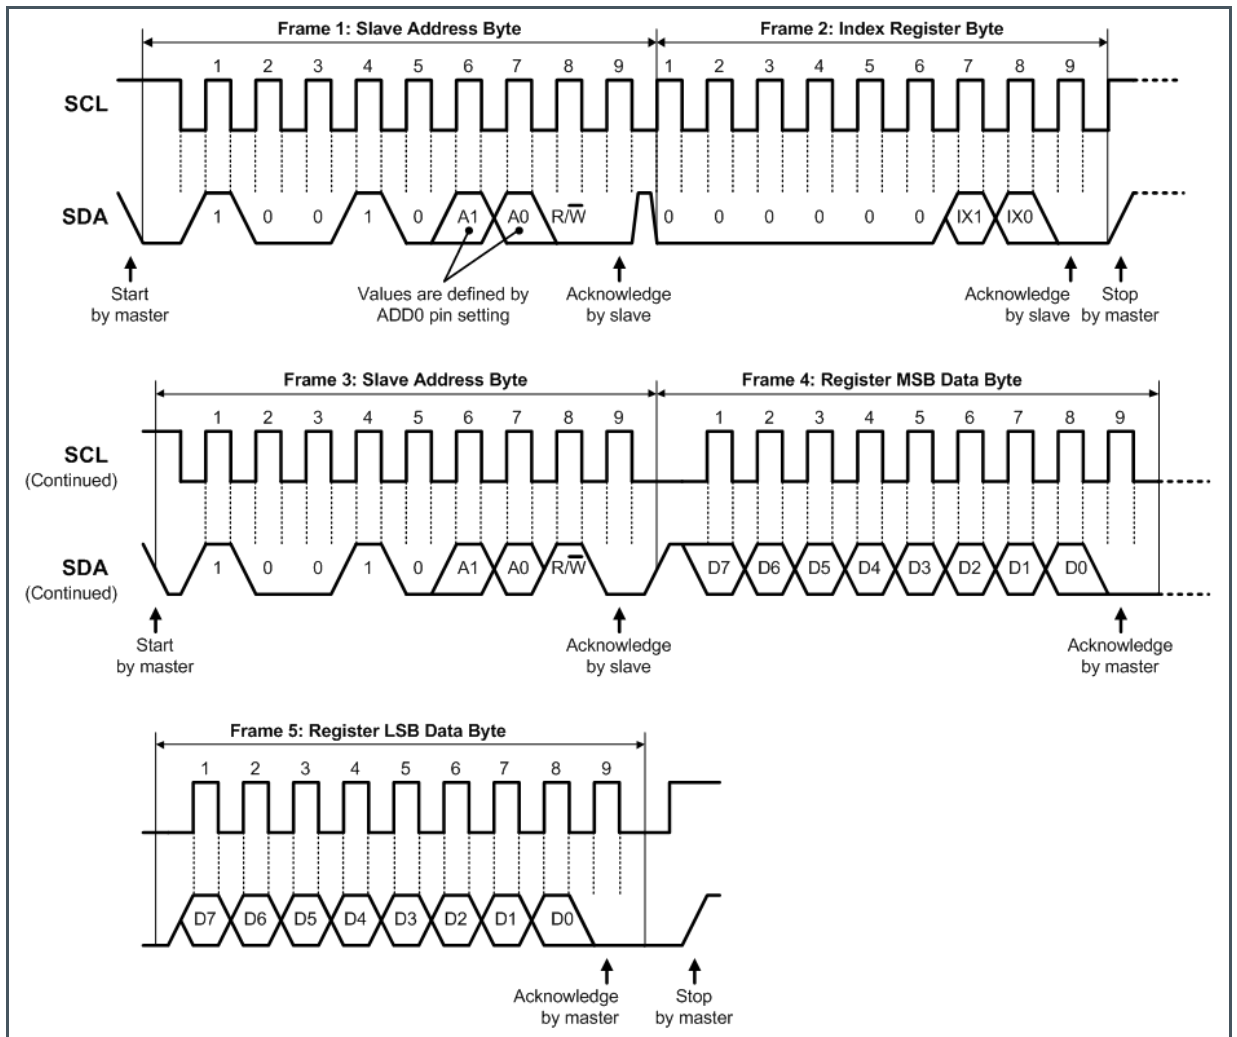 Frame 1: Slave Address Byte
Frame 2: Index Register Byte
1 2 3 4 5 6 7 8 9 1 2 3 4 5 6 7 8 9
SCL
SDA
1 0 0 1 0 A1 A0 R/W̅ 0 0 0 0 0 0 IX1 IX0
Start
by master
Values are defined by
ADD0 pin setting
Acknowledge
by slave
Acknowledge
by slave
Stop
by master
Frame 3: Slave Address Byte
Frame 4: Register MSB Data Byte
1 2 3 4 5 6 7 8 9 1 2 3 4 5 6 7 8 9
SCL
(Continued)
SDA
(Continued)
1 0 0 1 0 A1 A0 R/W̅ D7 D6 D5 D4 D3 D2 D1 D0
Start
by master
Acknowledge
by slave
Acknowledge
by master
Frame 5: Register LSB Data Byte
1 2 3 4 5 6 7 8 9
D7 D6 D5 D4 D3 D2 D1 D0
Acknowledge
by master
Stop
by master